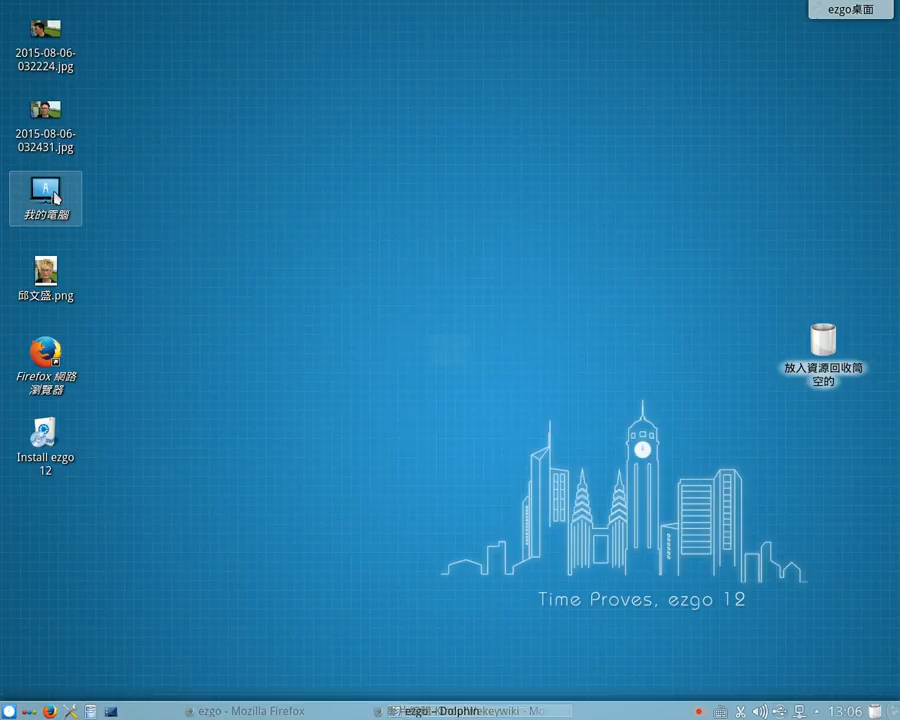 ezgo桌面
2015-08-06-
032224.jpg
2015-08-06-
032431.jpg
我的電腦
邱文盛.png
Firefox 網路
瀏覽器
Install ezgo
12
放入資源回收筒
空的
Time Proves, ezgo 12
ezgo - Mozilla Firefox
ezgo - Dolphin
13:06